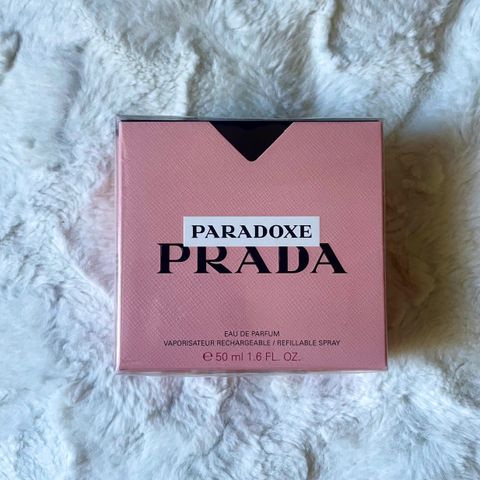 PARADOXE
PRADA
EAU DE PARFUM
VAPORISATEUR RECHARGEABLE / REFILLABLE SPRAY
℮ 50 ml 1.6 FL. OZ.